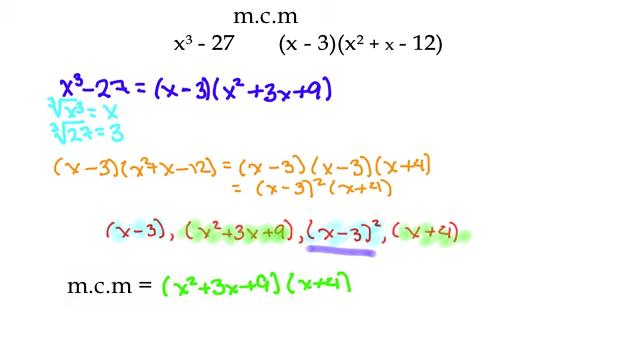 m.c.m
x³ - 27 (x - 3)(x² + x - 12)
x³ - 27 = (x - 3)(x² + 3x + 9)
∛x³ = x
∛27 = 3
(x - 3)(x² + x - 12) = (x - 3)(x - 3)(x + 4)
= (x - 3)²(x + 4)
(x - 3), (x² + 3x + 9), (x - 3)², (x + 4)
m.c.m = (x² + 3x + 9)(x + 4)